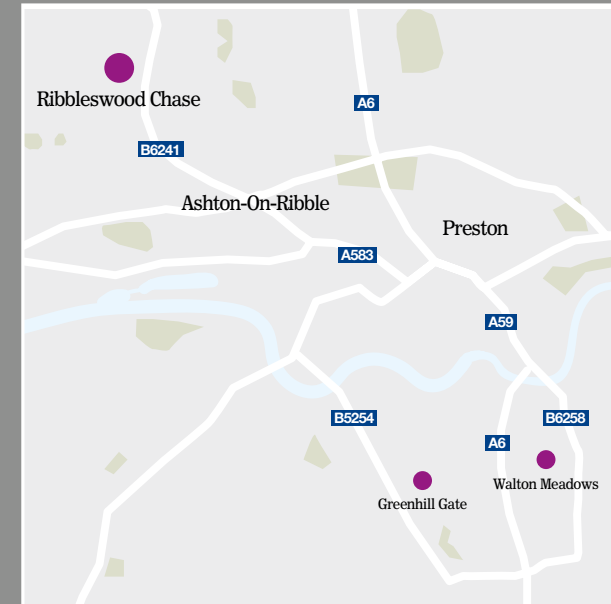 A6
Ribbleswood Chase
B6241
Ashton-On-Ribble
Preston
A583
A59
B5254
B6258
A6
Walton Meadows
Greenhill Gate